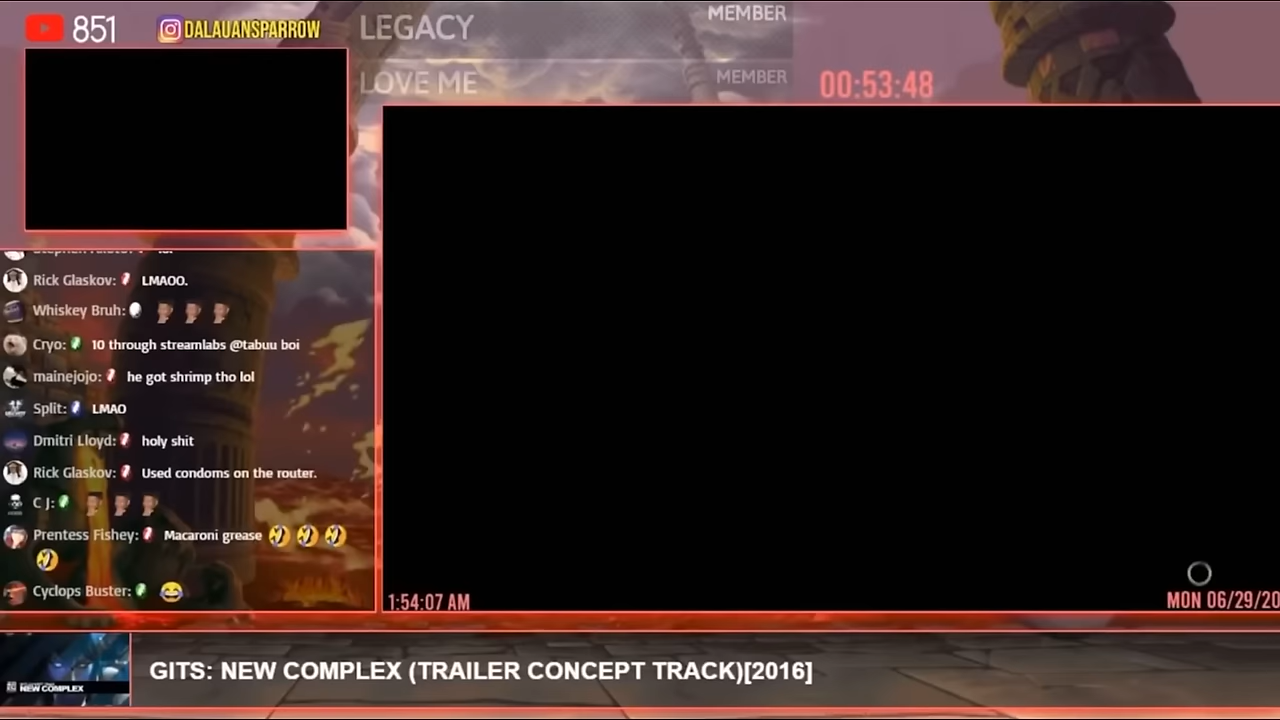 851
DALAUANSPARROW
LEGACY
MEMBER
LOVE ME
MEMBER
00:53:48
lol
Rick Glaskov: LMAOO.
Whiskey Bruh:
Cryo: 10 through streamlabs @tabuu boi
mainejojo: he got shrimp tho lol
Split: LMAO
Dmitri Lloyd: holy shit
Rick Glaskov: Used condoms on the router.
C J:
Prentess Fishey: Macaroni grease 🤣 🤣 🤣
🤣
Cyclops Buster: 😂
1:54:07 AM
MON 06/29/20
NEW COMPLEX
GITS: NEW COMPLEX (TRAILER CONCEPT TRACK)[2016]